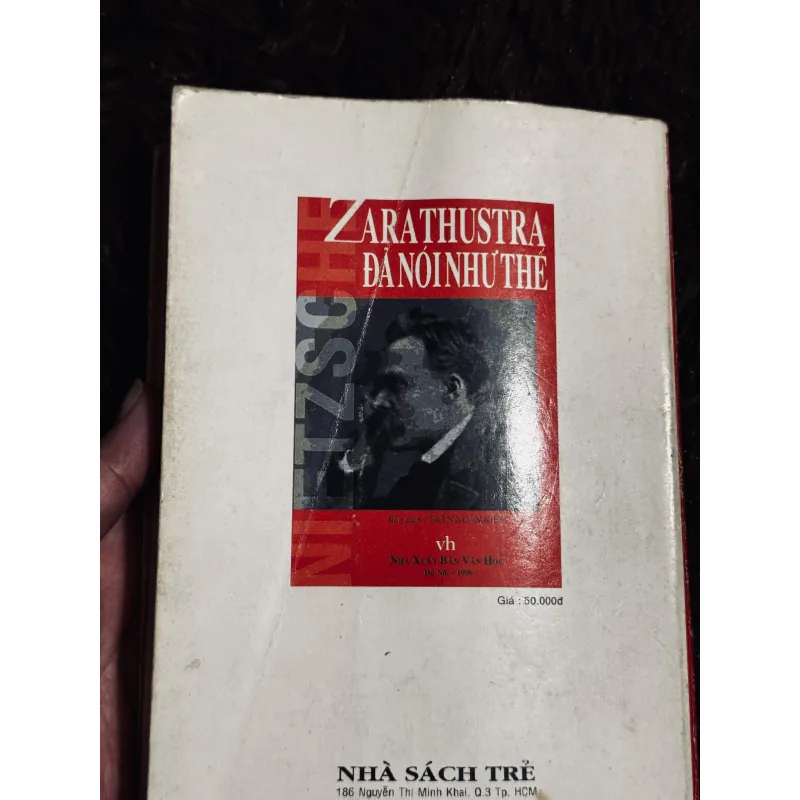 NIETZSCHE
ZARATHUSTRA
ĐÃ NÓI NHƯ THẾ
vh
NHÀ XUẤT BẢN VĂN HỌC
Giá : 50.000đ
NHÀ SÁCH TRẺ
186 Nguyễn Thị Minh Khai. Q.3 Tp. HCM